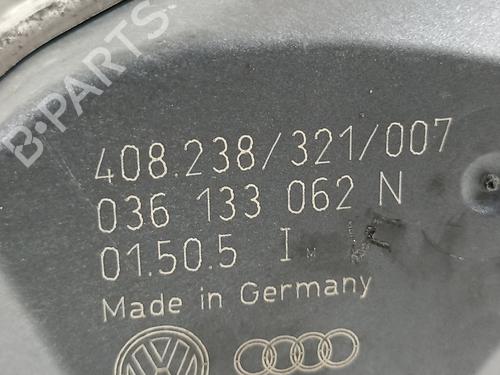 B-PARTS
408.238/321/007
036 133 062 N
01.50.5 I
Made in Germany